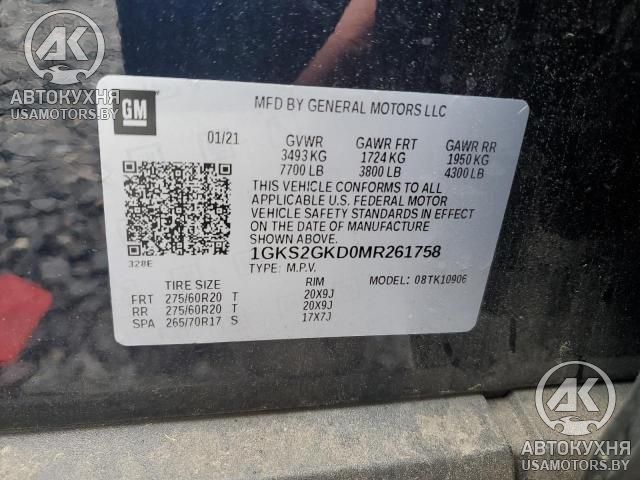 AK
АВТОКУХНЯ
USAMOTORS.BY
GM
MFD BY GENERAL MOTORS LLC
01/21 GVWR GAWR FRT GAWR RR
3493 KG 1724 KG 1950 KG
7700 LB 3800 LB 4300 LB
THIS VEHICLE CONFORMS TO ALL
APPLICABLE U.S. FEDERAL MOTOR
VEHICLE SAFETY STANDARDS IN EFFECT
ON THE DATE OF MANUFACTURE
SHOWN ABOVE.
328E
1GKS2GKD0MR261758
TYPE: M.P.V.
MODEL: 08TK10906
TIRE SIZE RIM
FRT 275/60R20 T 20X9J
RR 275/60R20 T 20X9J
SPA 265/70R17 S 17X7J
AK
АВТОКУХНЯ
USAMOTORS.BY